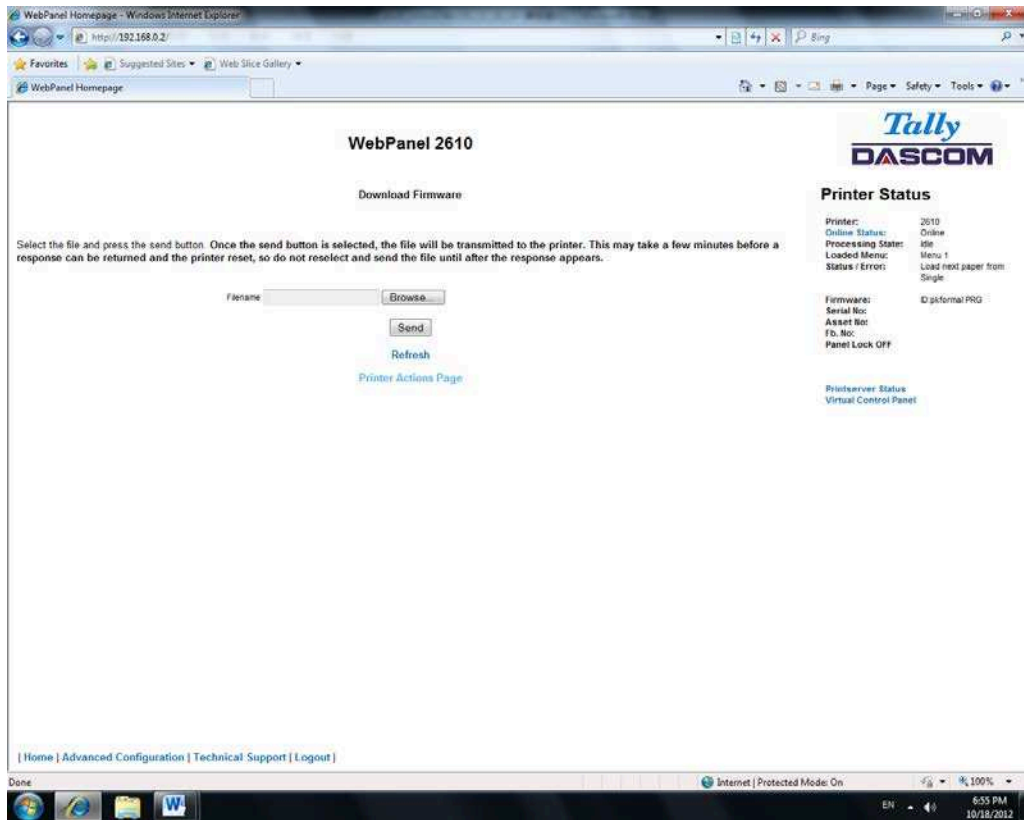 WebPanel Homepage - Windows Internet Explorer
http://192.168.0.2/
Bing
Favorites Suggested Sites Web Slice Gallery
WebPanel Homepage
Page Safety Tools
Tally
DASCOM
WebPanel 2610
Download Firmware
Select the file and press the send button. Once the send button is selected, the file will be transmitted to the printer. This may take a few minutes before a
response can be returned and the printer reset, so do not reselect and send the file until after the response appears.
Filename Browse...
Send
Refresh
Printer Actions Page
Printer Status
Printer: 2610
Online Status: Online
Processing State: Idle
Loaded Menu: Menu 1
Status / Error: Load next paper from
Single
Firmware: ID pkformal PRG
Serial No:
Asset No:
Fb. No:
Panel Lock OFF
Printserver Status
Virtual Control Panel
| Home | Advanced Configuration | Technical Support | Logout |
Done Internet | Protected Mode: On 100%
EN 6:55 PM
10/18/2012